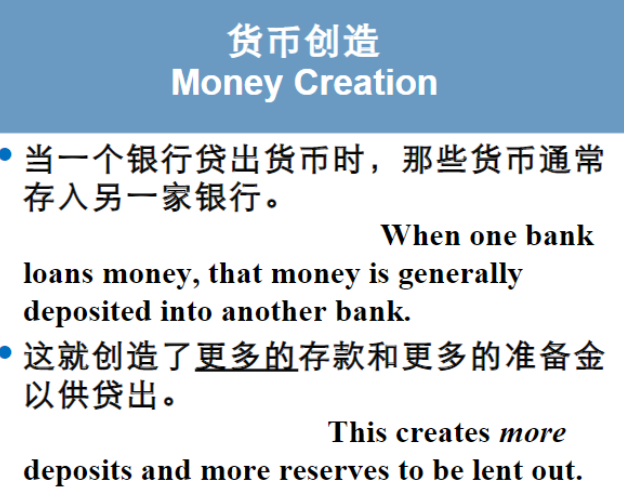 货币创造
Money Creation
当一个银行贷出货币时，那些货币通常
存入另一家银行。
When one bank
loans money, that money is generally
deposited into another bank.
这就创造了更多的存款和更多的准备金
以供贷出。
This creates more
deposits and more reserves to be lent out.